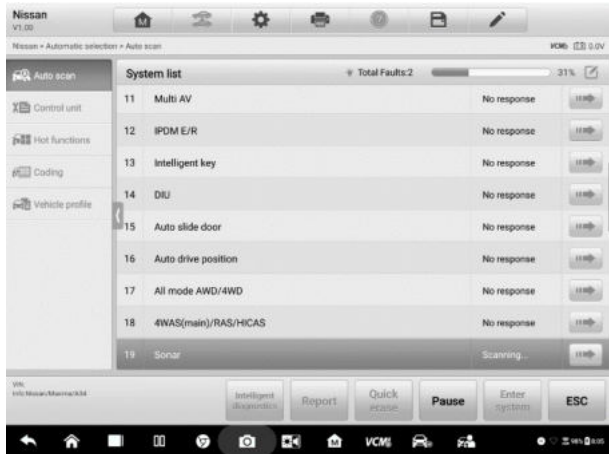 Nissan
V1.00
Nissan > Automatic selection > Auto scan
VCMI 0.0V
Auto scan
System list
Total Faults:2
31%
Control unit
Hot functions
Coding
Vehicle profile
11 Multi AV No response
12 IPDM E/R No response
13 Intelligent key No response
14 DIU No response
15 Auto slide door No response
16 Auto drive position No response
17 All mode AWD/4WD No response
18 4WAS(main)/RAS/HICAS No response
19 Sonar Scanning...
VIN:
Intelligent diagnostics
Report
Quick erase
Pause
Enter system
ESC
VCMI